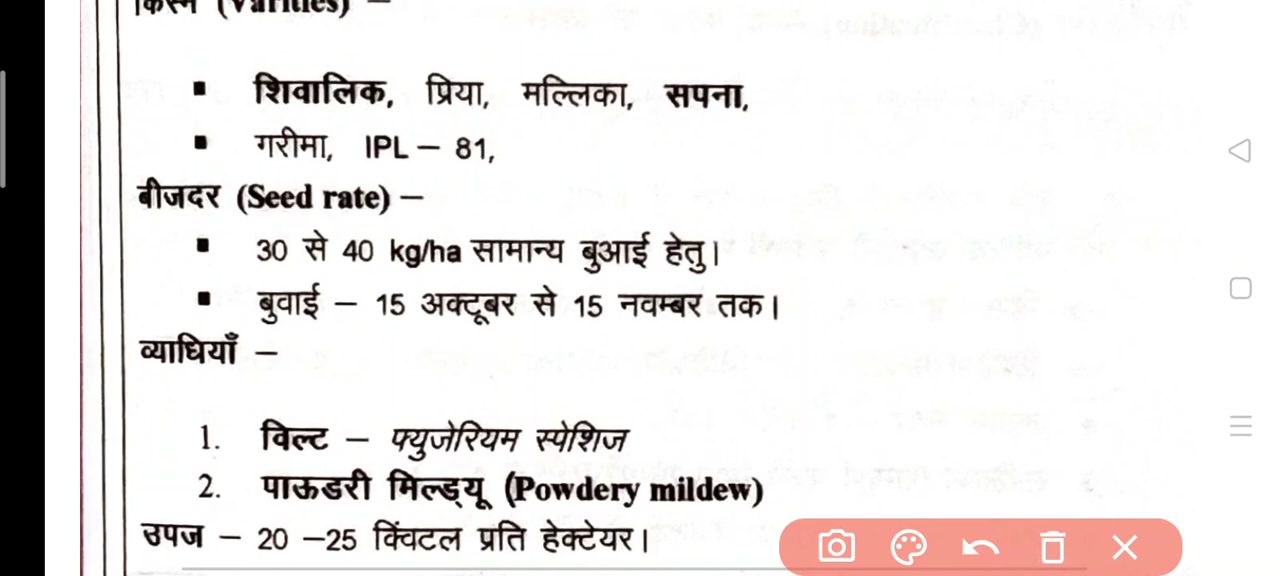 किस्में (Varities) –
▪ शिवालिक, प्रिया, मल्लिका, सपना,
▪ गरीमा, IPL – 81,
बीजदर (Seed rate) –
▪ 30 से 40 kg/ha सामान्य बुआई हेतु।
▪ बुवाई – 15 अक्टूबर से 15 नवम्बर तक।
व्याधियाँ –
1. विल्ट – फ्युजेरियम स्पेशिज
2. पाऊडरी मिल्ड्यू (Powdery mildew)
उपज – 20 –25 क्विंटल प्रति हेक्टेयर।